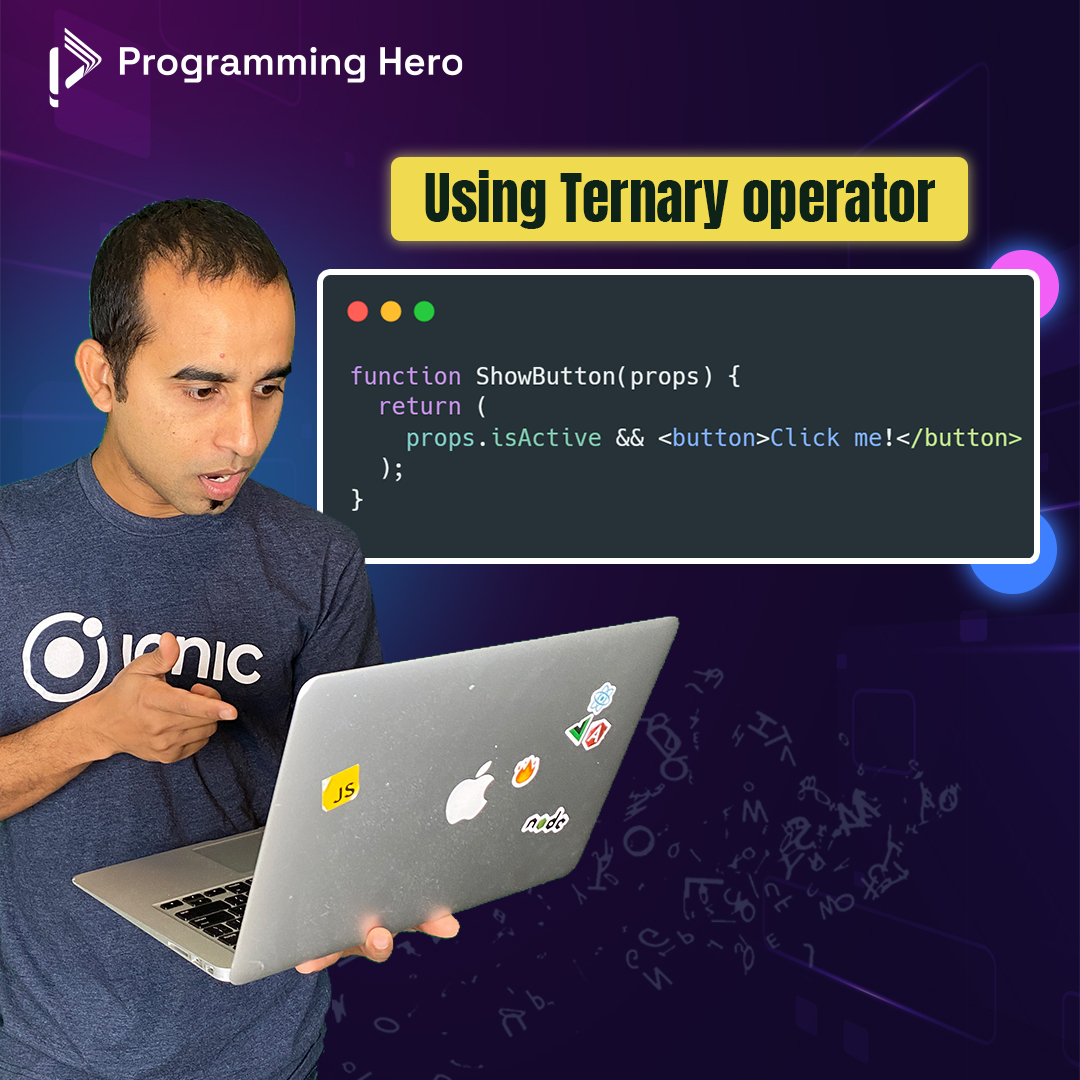 Programming Hero
Using Ternary operator
function ShowButton(props) {
return (
props.isActive && <button>Click me!</button>
);
}
ionic
JS
A
node